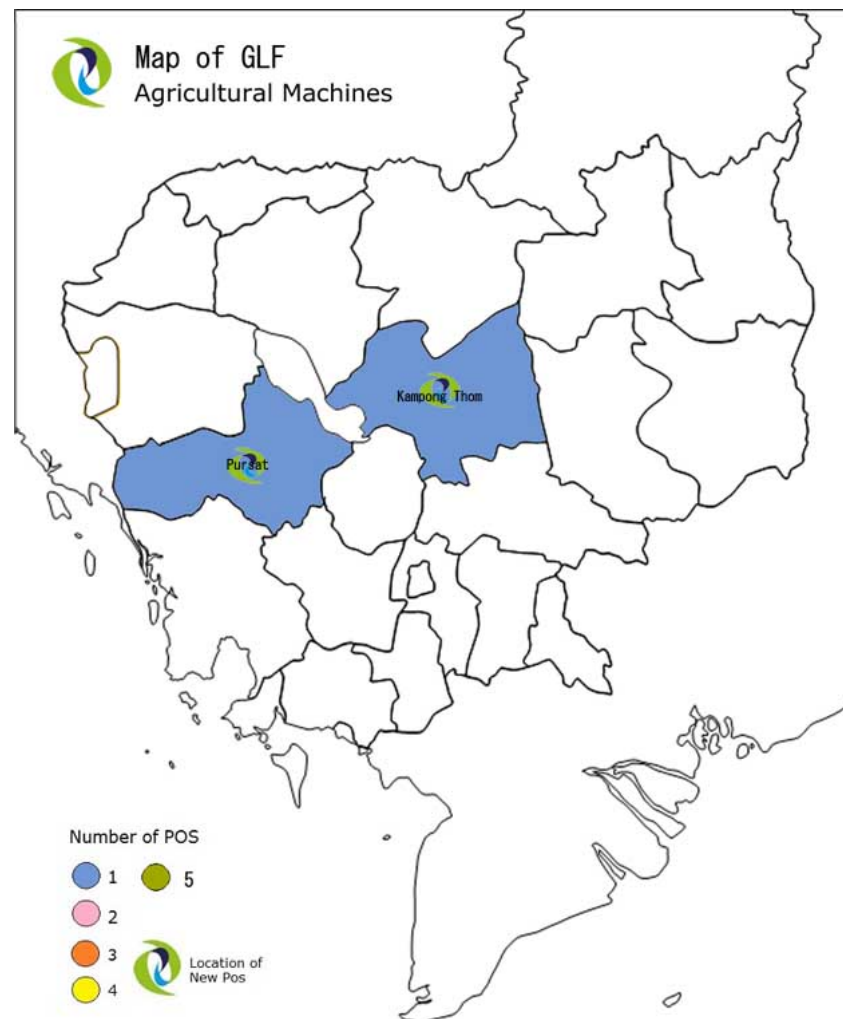 Map of GLF
Agricultural Machines
Kampong Thom
Pursat
Number of POS
1
5
2
3
4
Location of
New Pos